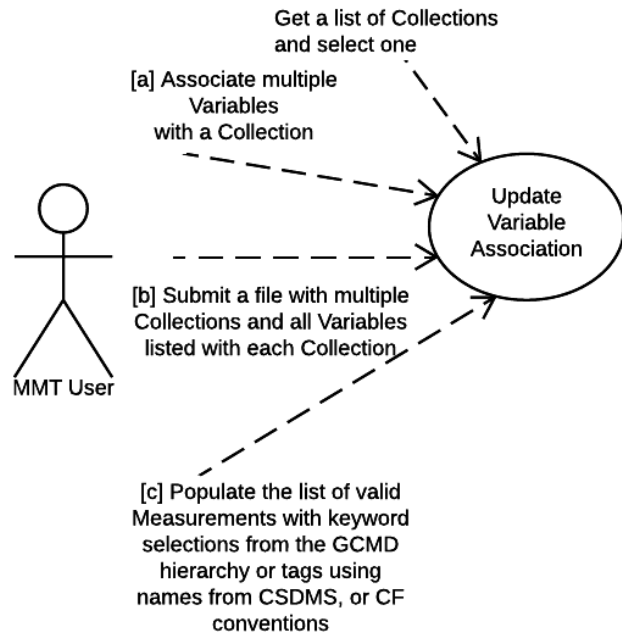 Get a list of Collections
and select one
[a] Associate multiple
Variables
with a Collection
Update
Variable
Association
[b] Submit a file with multiple
Collections and all Variables
listed with each Collection
MMT User
[c] Populate the list of valid
Measurements with keyword
selections from the GCMD
hierarchy or tags using
names from CSDMS, or CF
conventions